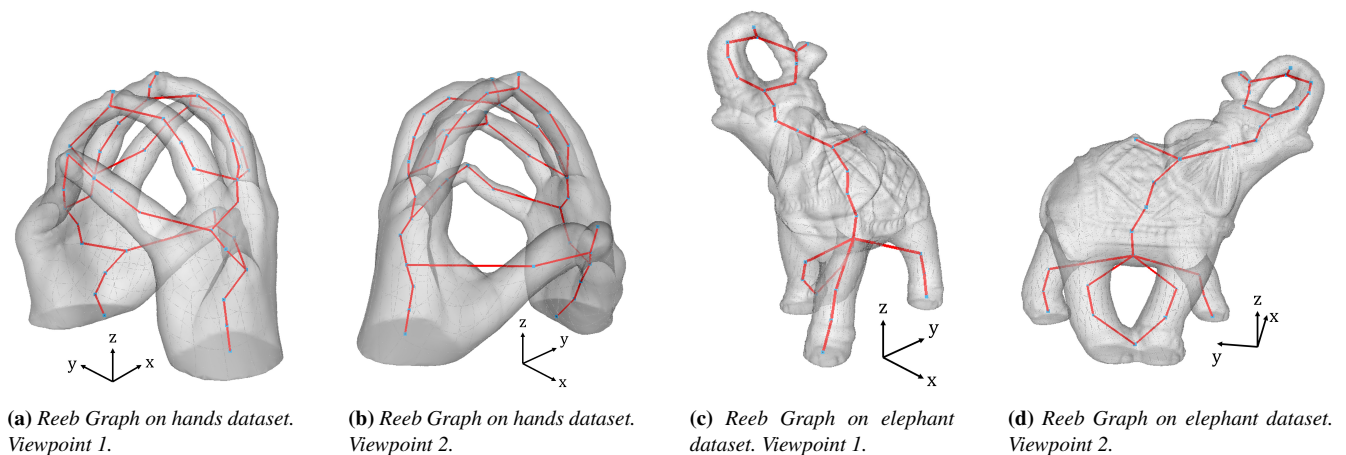 z
y
x
z
y
x
z
y
x
z
x
y
(a) Reeb Graph on hands dataset.
Viewpoint 1.
(b) Reeb Graph on hands dataset.
Viewpoint 2.
(c) Reeb Graph on elephant
dataset. Viewpoint 1.
(d) Reeb Graph on elephant dataset.
Viewpoint 2.